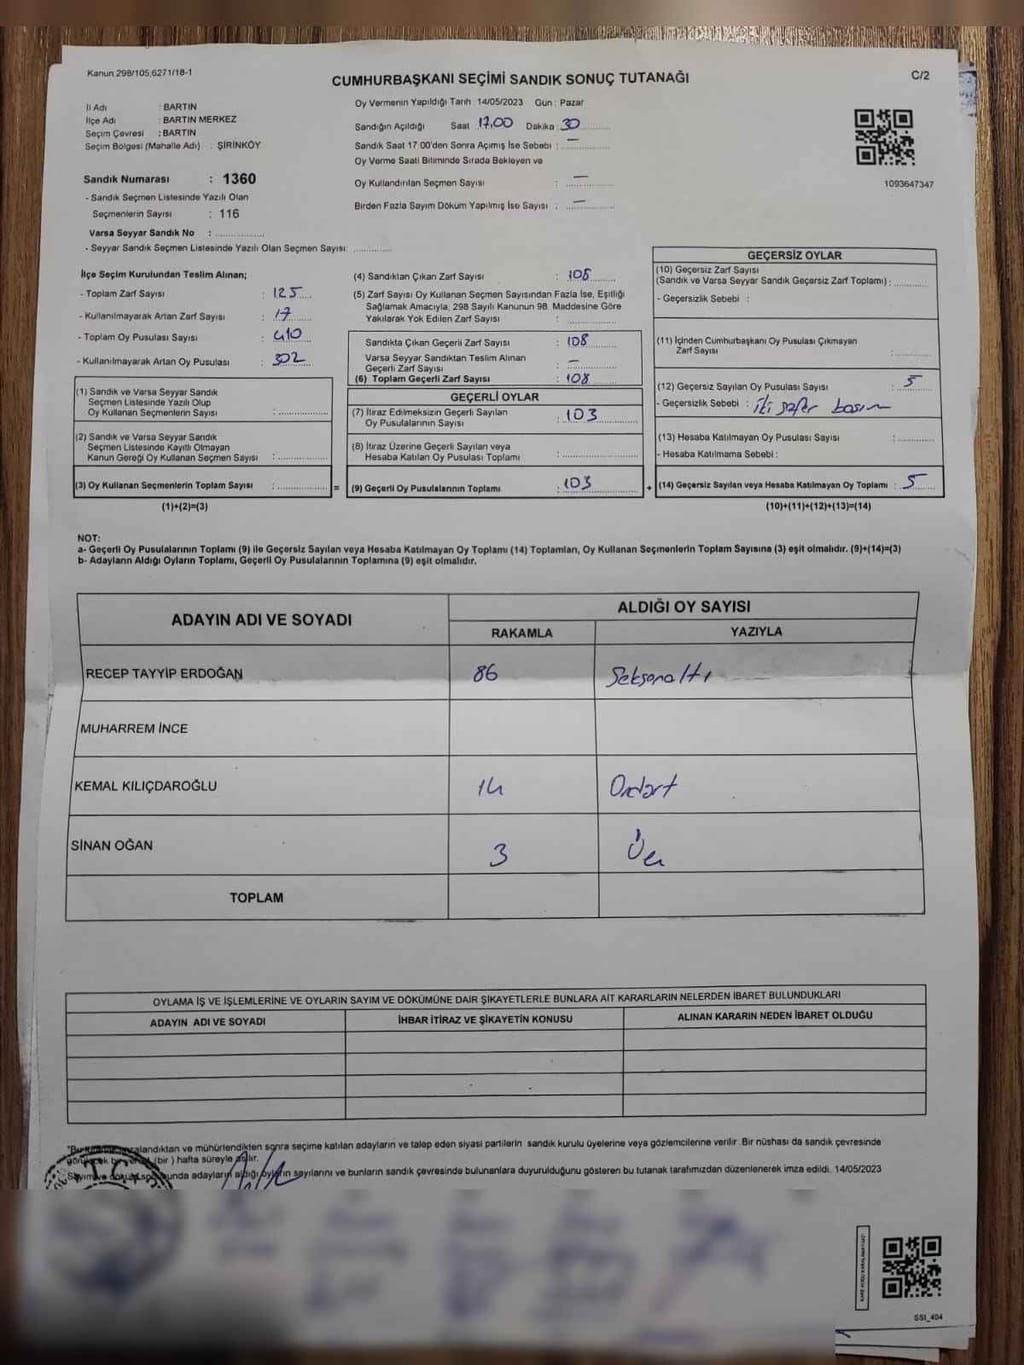 Kanun 298/105,6271/18-1
CUMHURBAŞKANI SEÇİMİ SANDIK SONUÇ TUTANAĞI
C/2
İl Adı : BARTIN
İlçe Adı : BARTIN MERKEZ
Seçim Çevresi : BARTIN
Seçim Bölgesi (Mahalle Adı) : ŞİRİNKÖY
Oy Vermenin Yapıldığı Tarih : 14/05/2023 Gün : Pazar
Sandığın Açıldığı Saat 17.00 Dakika : 30
Sandık Saat 17.00'den Sonra Açımış İse Sebebi : —
Oy Verme Saati Bitiminde Sırada Bekleyen ve
Oy Kullandırılan Seçmen Sayısı : —
Birden Fazla Sayım Döküm Yapılmış İse Sayısı : —
1093647347
Sandık Numarası : 1360
- Sandık Seçmen Listesinde Yazılı Olan
Seçmenlerin Sayısı : 116
Varsa Seyyar Sandık No :
- Seyyar Sandık Seçmen Listesinde Yazılı Olan Seçmen Sayısı:
İlçe Seçim Kurulundan Teslim Alınan;
- Toplam Zarf Sayısı : 125
- Kullanılmayarak Artan Zarf Sayısı : 17
- Toplam Oy Pusulası Sayısı : 410
- Kullanılmayarak Artan Oy Pusulası : 302
(1) Sandık ve Varsa Seyyar Sandık
Seçmen Listesinde Yazılı Olup
Oy Kullanan Seçmenlerin Sayısı :
(2) Sandık ve Varsa Seyyar Sandık
Seçmen Listesinde Kayıtlı Olmayan
Kanun Gereği Oy Kullanan Seçmen Sayısı :
(3) Oy Kullanan Seçmenlerin Toplam Sayısı : =
(1)+(2)=(3)
(4) Sandıktan Çıkan Zarf Sayısı : 108
(5) Zarf Sayısı Oy Kullanan Seçmen Sayısından Fazla İse, Eşitliği
Sağlamak Amacıyla, 298 Sayılı Kanunun 98. Maddesine Göre
Yakılarak Yok Edilen Zarf Sayısı :
Sandıkta Çıkan Geçerli Zarf Sayısı : 108
Varsa Seyyar Sandıktan Teslim Alınan
Geçerli Zarf Sayısı : —
(6) Toplam Geçerli Zarf Sayısı : 108
GEÇERLİ OYLAR
(7) İtiraz Edilmeksizin Geçerli Sayılan
Oy Pusulalarının Sayısı : 103
(8) İtiraz Üzerine Geçerli Sayılan veya
Hesaba Katılan Oy Pusulası Toplamı :
(9) Geçerli Oy Pusulalarının Toplamı : 103 +
GEÇERSİZ OYLAR
(10) Geçersiz Zarf Sayısı
(Sandık ve Varsa Seyyar Sandık Geçersiz Zarf Toplamı) :
- Geçersizlik Sebebi :
(11) İçinden Cumhurbaşkanı Oy Pusulası Çıkmayan
Zarf Sayısı :
(12) Geçersiz Sayılan Oy Pusulası Sayısı : 5
- Geçersizlik Sebebi : iki sefer basım
(13) Hesaba Katılmayan Oy Pusulası Sayısı :
- Hesaba Katılmama Sebebi :
(14) Geçersiz Sayılan veya Hesaba Katılmayan Oy Toplamı : 5
(10)+(11)+(12)+(13)=(14)
NOT:
a- Geçerli Oy Pusulalarının Toplamı (9) ile Geçersiz Sayılan veya Hesaba Katılmayan Oy Toplamı (14) Toplamları, Oy Kullanan Seçmenlerin Toplam Sayısına (3) eşit olmalıdır. (9)+(14)=(3)
b- Adayların Aldığı Oyların Toplamı, Geçerli Oy Pusulalarının Toplamına (9) eşit olmalıdır.
ADAYIN ADI VE SOYADI
ALDIĞI OY SAYISI
RAKAMLA YAZIYLA
RECEP TAYYİP ERDOĞAN 86 Seksenaltı
MUHARREM İNCE
KEMAL KILIÇDAROĞLU 14 Ondört
SİNAN OĞAN 3 Üç
TOPLAM
OYLAMA İŞ VE İŞLEMLERİNE VE OYLARIN SAYIM VE DÖKÜMÜNE DAİR ŞİKAYETLERLE BUNLARA AİT KARARLARIN NELERDEN İBARET BULUNDUKLARI
ADAYIN ADI VE SOYADI İHBAR İTİRAZ VE ŞİKAYETİN KONUSU ALINAN KARARIN NEDEN İBARET OLDUĞU
sonra seçime katılan adayların ve talep eden siyasi partilerin sandık kurulu üyelerine veya gözlemcilerine verilir. Bir nüshası da sandık çevresinde
(bir) hafta süreyle asılır.
sayılarını ve bunların sandık çevresinde bulunanlara duyurulduğunu gösteren bu tutanak tarafımızdan düzenlenerek imza edildi. 14/05/2023
T.C.
SSI_404